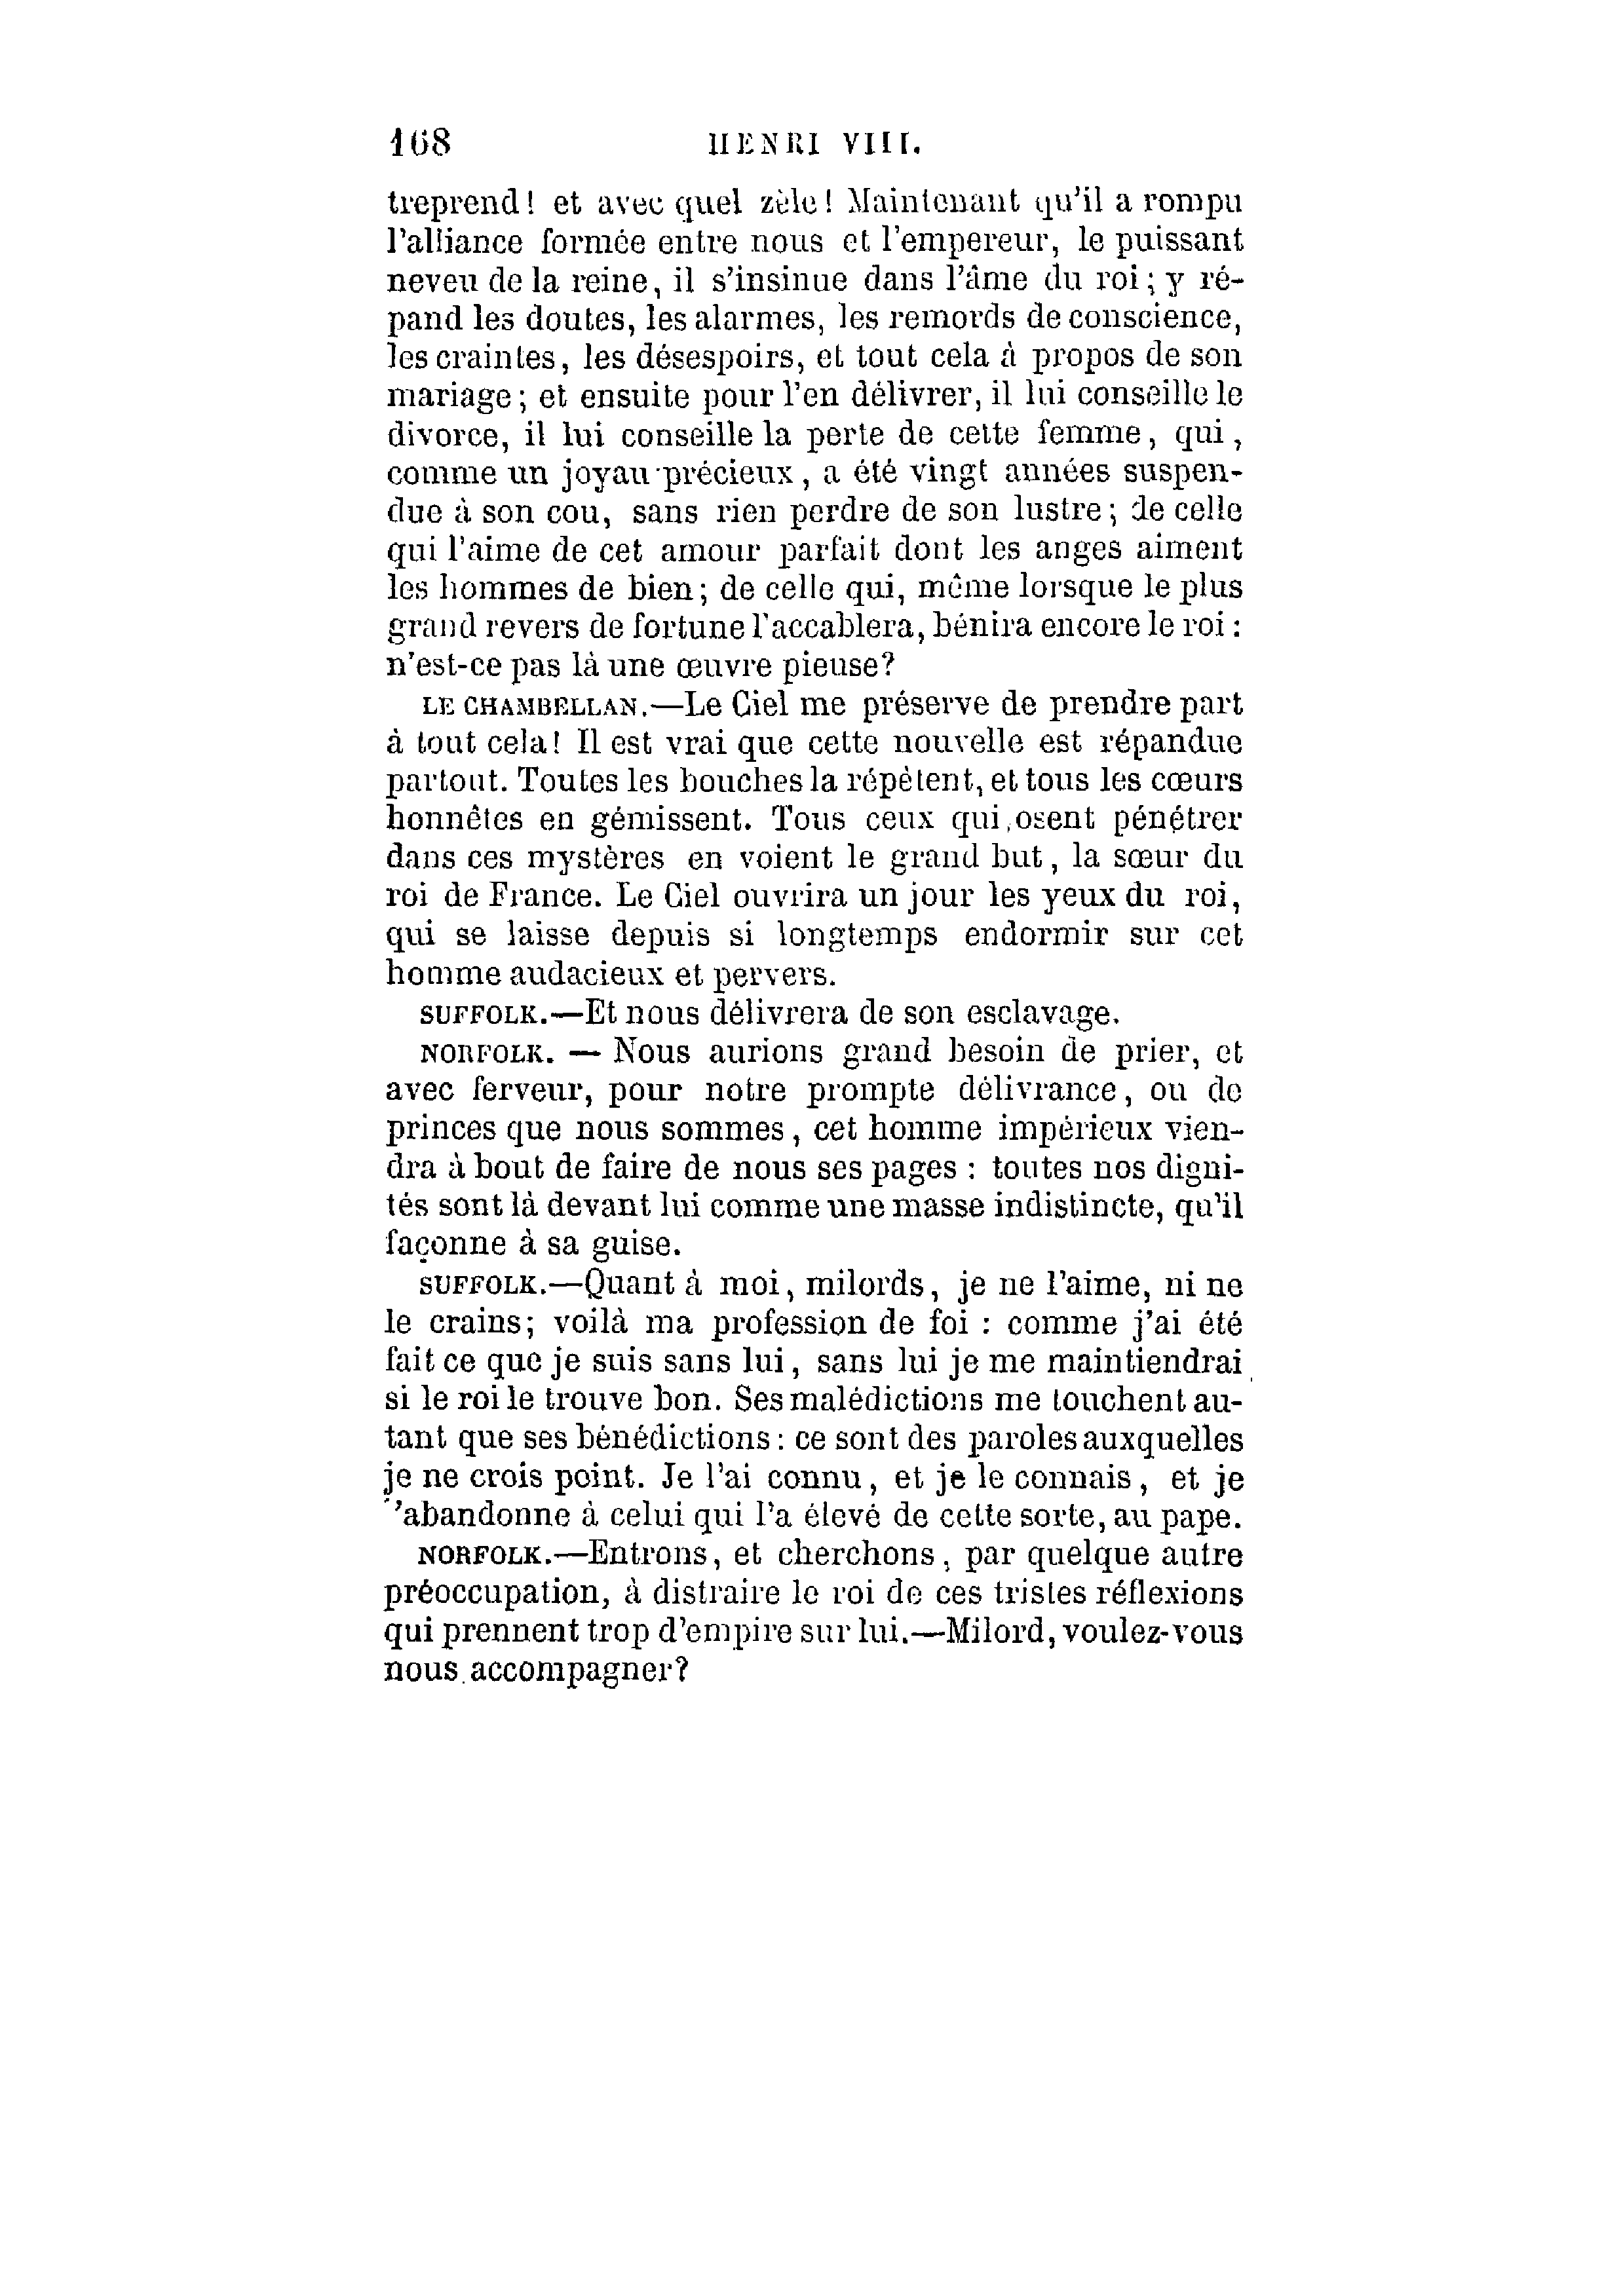 168 HENRI VIII.
treprend! et avec quel zèle! Maintenant qu'il a rompu
l'alliance formée entre nous et l'empereur, le puissant
neveu de la reine, il s'insinue dans l'âme du roi; y ré-
pand les doutes, les alarmes, les remords de conscience,
les craintes, les désespoirs, et tout cela à propos de son
mariage; et ensuite pour l'en délivrer, il lui conseille le
divorce, il lui conseille la perte de cette femme, qui,
comme un joyau précieux, a été vingt années suspen-
due à son cou, sans rien perdre de son lustre; de celle
qui l'aime de cet amour parfait dont les anges aiment
les hommes de bien; de celle qui, même lorsque le plus
grand revers de fortune l'accablera, bénira encore le roi :
n'est-ce pas là une œuvre pieuse?
LE CHAMBELLAN.—Le Ciel me préserve de prendre part
à tout cela! Il est vrai que cette nouvelle est répandue
partout. Toutes les bouches la répètent, et tous les cœurs
honnêtes en gémissent. Tous ceux qui osent pénétrer
dans ces mystères en voient le grand but, la sœur du
roi de France. Le Ciel ouvrira un jour les yeux du roi,
qui se laisse depuis si longtemps endormir sur cet
homme audacieux et pervers.
SUFFOLK.—Et nous délivrera de son esclavage.
NORFOLK. — Nous aurions grand besoin de prier, et
avec ferveur, pour notre prompte délivrance, ou de
princes que nous sommes, cet homme impérieux vien-
dra à bout de faire de nous ses pages : toutes nos digni-
tés sont là devant lui comme une masse indistincte, qu'il
façonne à sa guise.
SUFFOLK.—Quant à moi, milords, je ne l'aime, ni ne
le crains; voilà ma profession de foi : comme j'ai été
fait ce que je suis sans lui, sans lui je me maintiendrai
si le roi le trouve bon. Ses malédictions me touchent au-
tant que ses bénédictions : ce sont des paroles auxquelles
je ne crois point. Je l'ai connu, et je le connais, et je
'abandonne à celui qui l'a élevé de cette sorte, au pape.
NORFOLK.—Entrons, et cherchons, par quelque autre
préoccupation, à distraire le roi de ces tristes réflexions
qui prennent trop d'empire sur lui.—Milord, voulez-vous
nous accompagner?